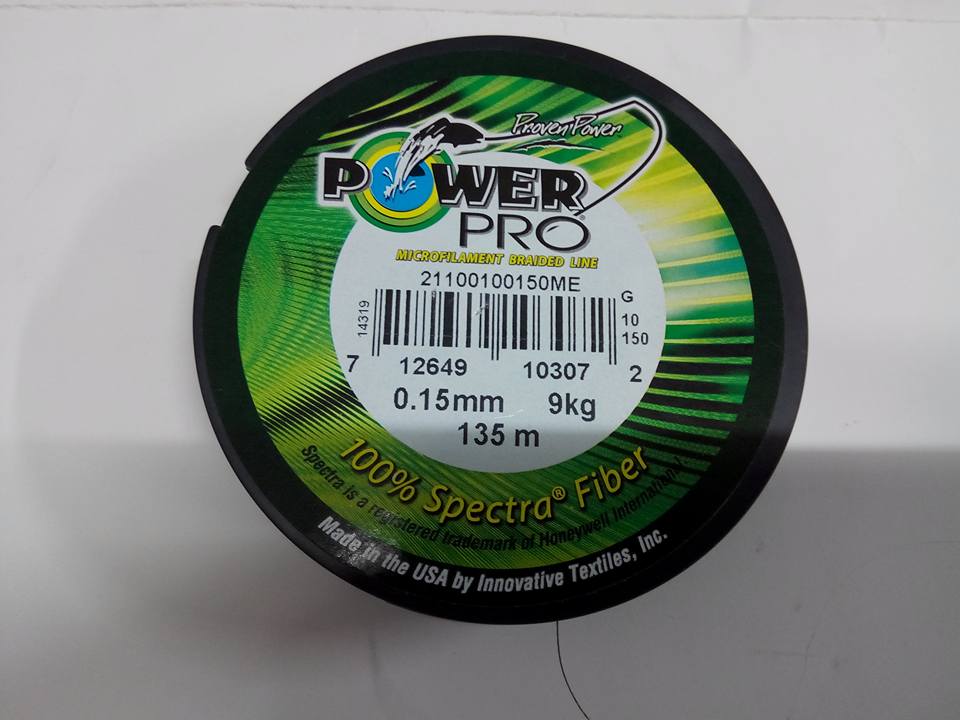 Proven Power
POWER
PRO®
MICROFILAMENT BRAIDED LINE
21100100150ME
14319
G
10
150
7 12649 10307 2
0.15mm 9kg
135 m
100% Spectra® Fiber
Spectra is a registered trademark of Honeywell International
Made in the USA by Innovative Textiles, Inc.